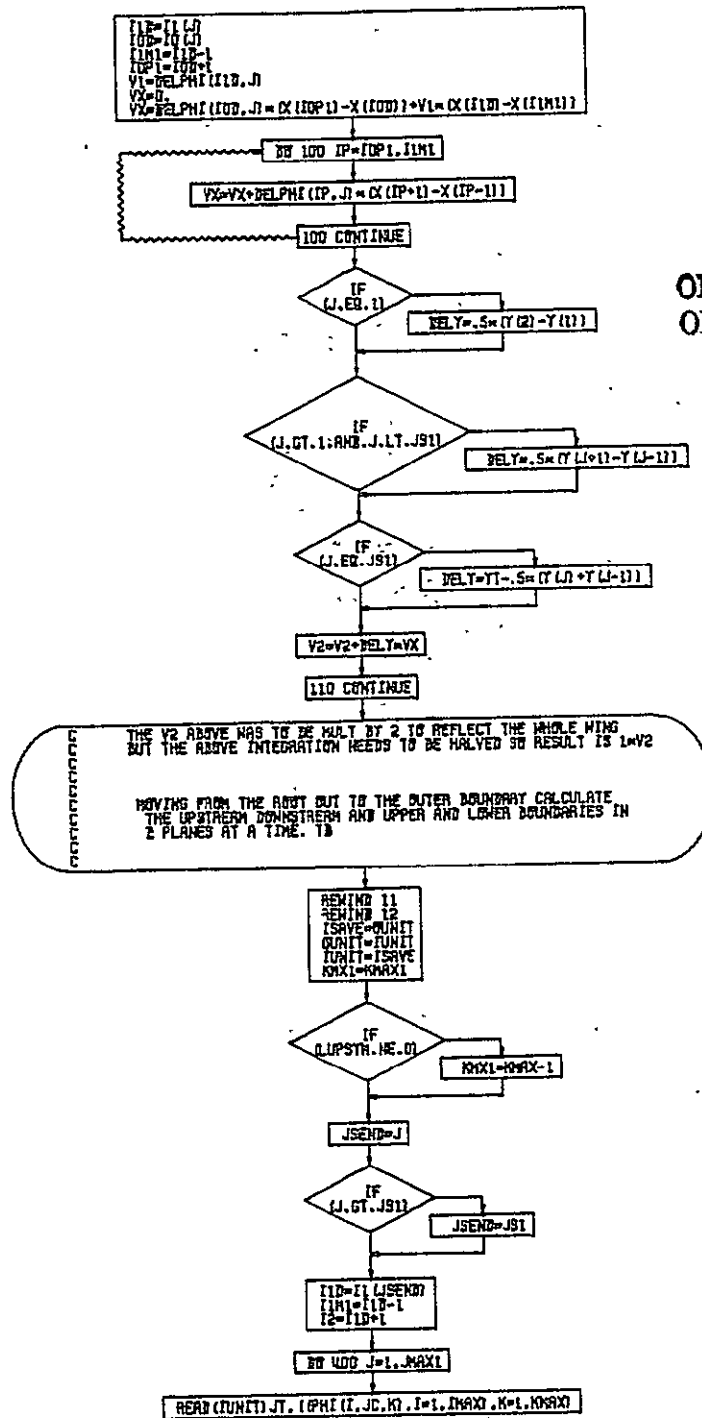 I1D=I1(J)
I0D=I0(J)
I1M1=I1D-1
I0P1=I0D+1
V1=DELPHI(I1D,J)
VX=0.
VX=DELPHI(I0D,J)*(X(I0P1)-X(I0D))+V1*(X(I1D)-X(I1M1))
DO 100 IP=I0P1,I1M1
VX=VX+DELPHI(IP,J)*(X(IP+1)-X(IP-1))
100 CONTINUE
IF
(J.EQ.1)
DELY=.5*(Y(2)-Y(1))
IF
(J.GT.1.AND.J.LT.JS1)
DELY=.5*(Y(J+1)-Y(J-1))
IF
(J.EQ.JS1)
DELY=YT-.5*(Y(J)+Y(J-1))
V2=V2+DELY*VX
110 CONTINUE
C THE V2 ABOVE HAS TO BE MULT BY 2 TO REFLECT THE WHOLE WING
C BUT THE ABOVE INTEGRATION NEEDS TO BE HALVED SO RESULT IS 1*V2
C
C
C
C
C MOVING FROM THE ROOT OUT TO THE OUTER BOUNDARY CALCULATE
C THE UPSTREAM DOWNSTREAM AND UPPER AND LOWER BOUNDARIES IN
C 2 PLANES AT A TIME. TB
C
C
REWIND 11
REWIND 12
ISAVE=OUNIT
OUNIT=IUNIT
IUNIT=ISAVE
KMX1=KMAX1
IF
(LUPSTM.NE.0)
KMX1=KMAX-1
JSEND=J
IF
(J.GT.JS1)
JSEND=JS1
I1D=I1(JSEND)
I1M1=I1D-1
I2=I1D+1
DO 400 J=1,JMAX1
READ(IUNIT)JT,((PHI(I,JC,K),I=1,IMAX),K=1,KMAX)